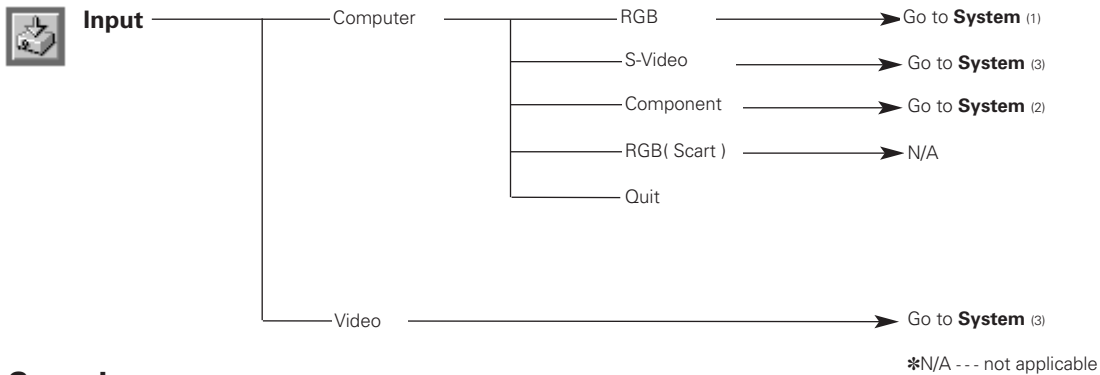 Input Computer RGB Go to System (1)
S-Video Go to System (3)
Component Go to System (2)
RGB( Scart ) N/A
Quit
Video Go to System (3)
✽N/A - - - not applicable